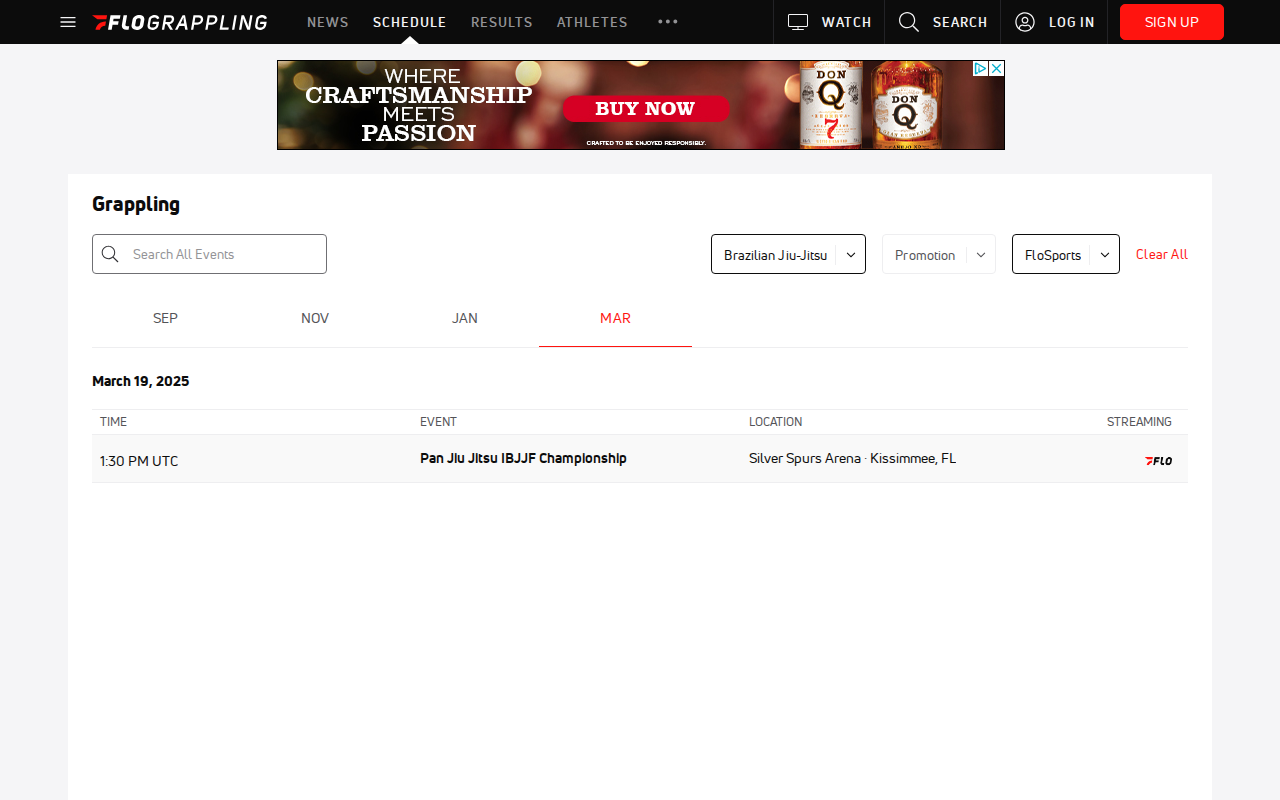 FLOGRAPPLING NEWS SCHEDULE RESULTS ATHLETES WATCH SEARCH LOG IN SIGN UP
WHERE
CRAFTSMANSHIP
MEETS
PASSION
BUY NOW
CRAFTED TO BE ENJOYED RESPONSIBLY.
DON
Q
7
DON
Q
Grappling
Search All Events Brazilian Jiu-Jitsu Promotion FloSports Clear All
SEP NOV JAN MAR
March 19, 2025
TIME EVENT LOCATION STREAMING
1:30 PM UTC Pan Jiu Jitsu IBJJF Championship Silver Spurs Arena · Kissimmee, FL FLO